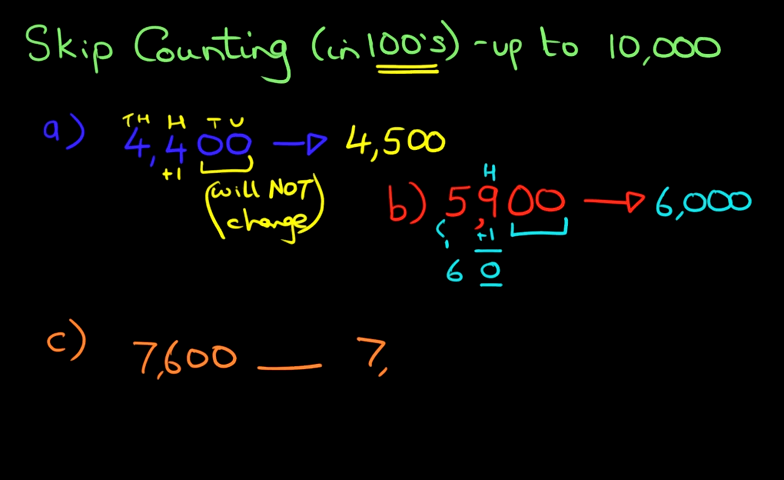 Skip Counting (in 100's) - up to 10,000
a) TH H T U
4,400 → 4,500
+1
(will NOT change)
H
b) 5,900 → 6,000
+1
6 0
c) 7,600 ___ 7,